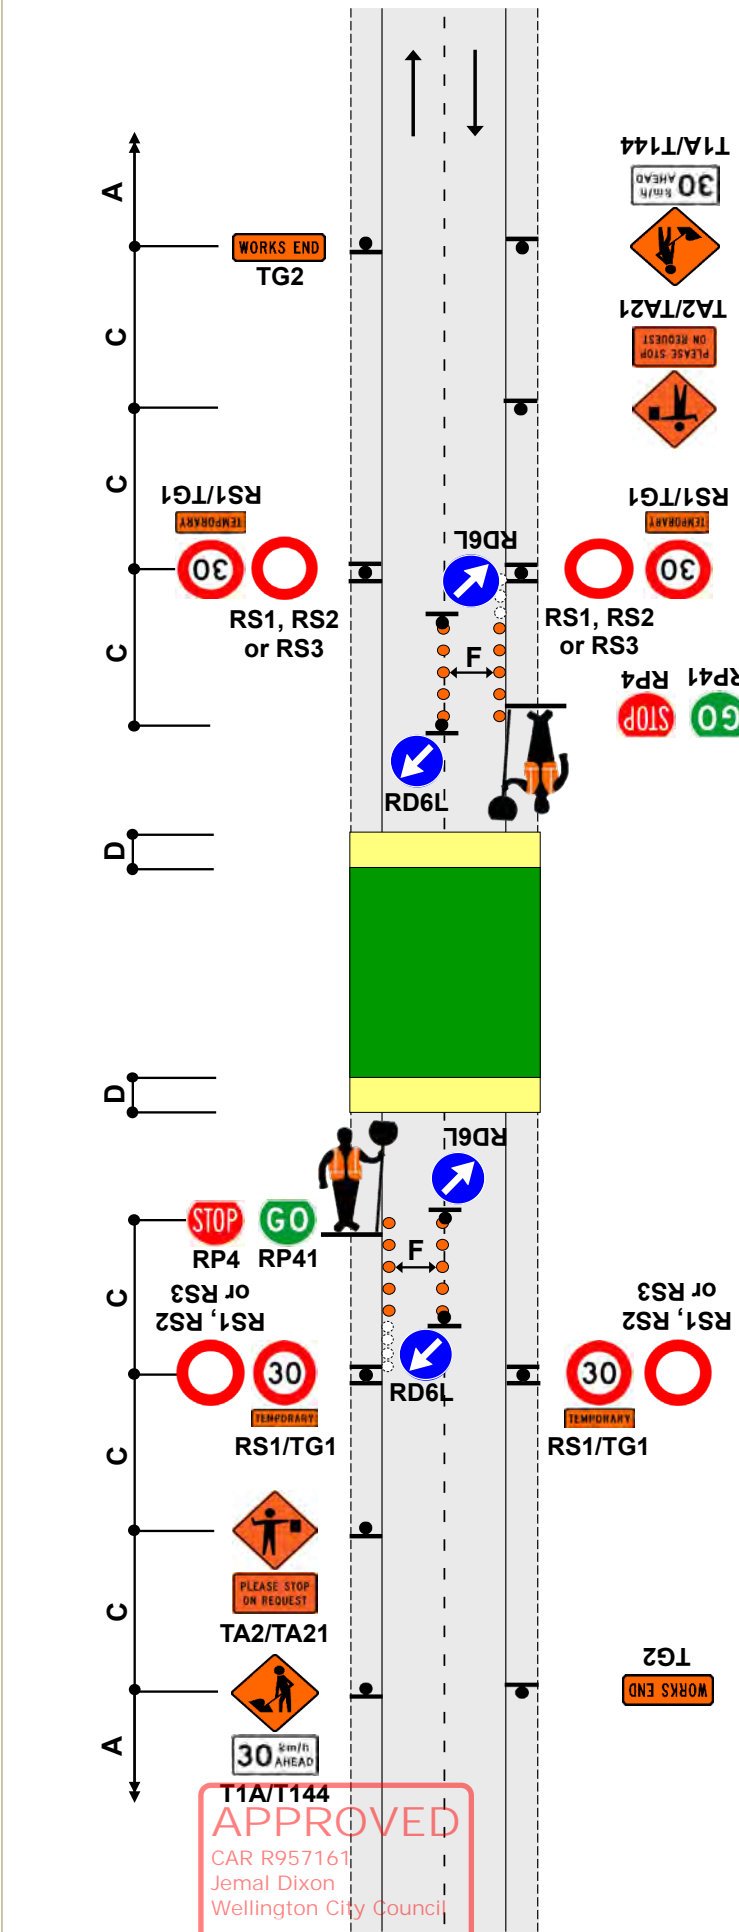 A
WORKS END
TG2
T1A/T144
30 km/h
AHEAD
C
TA2/TA21
PLEASE STOP
ON REQUEST
C
RS1/TG1
TEMPORARY
30
RS1, RS2
or RS3
RD6L
RS1/TG1
TEMPORARY
30
RS1, RS2
or RS3
C
F
RP4
RP41
STOP
GO
RD6L
D
D
RD6L
STOP
GO
RP4
RP41
F
C
RS1, RS2
or RS3
30
TEMPORARY
RS1/TG1
RD6L
RS1, RS2
or RS3
30
TEMPORARY
RS1/TG1
C
PLEASE STOP
ON REQUEST
TA2/TA21
C
TG2
WORKS END
A
30 km/h
AHEAD
T1A/T144
APPROVED
CAR R957161
Jemal Dixon
Wellington City Council